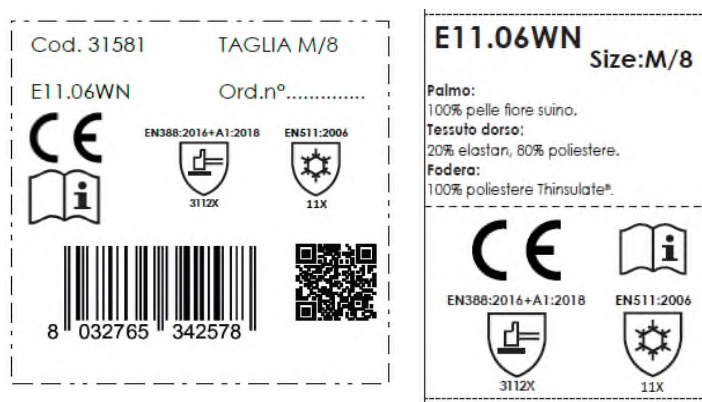 Cod. 31581 TAGLIA M/8
E11.06WN Ord.n°..............
CE
EN388:2016+A1:2018 EN511:2006
i
3112X 11X
8 032765 342578
E11.06WN
Size:M/8
Palmo:
100% pelle fiore suino.
Tessuto dorso:
20% elastan, 80% poliestere.
Fodera:
100% poliestere Thinsulate®.
CE i
EN388:2016+A1:2018 EN511:2006
3112X 11X